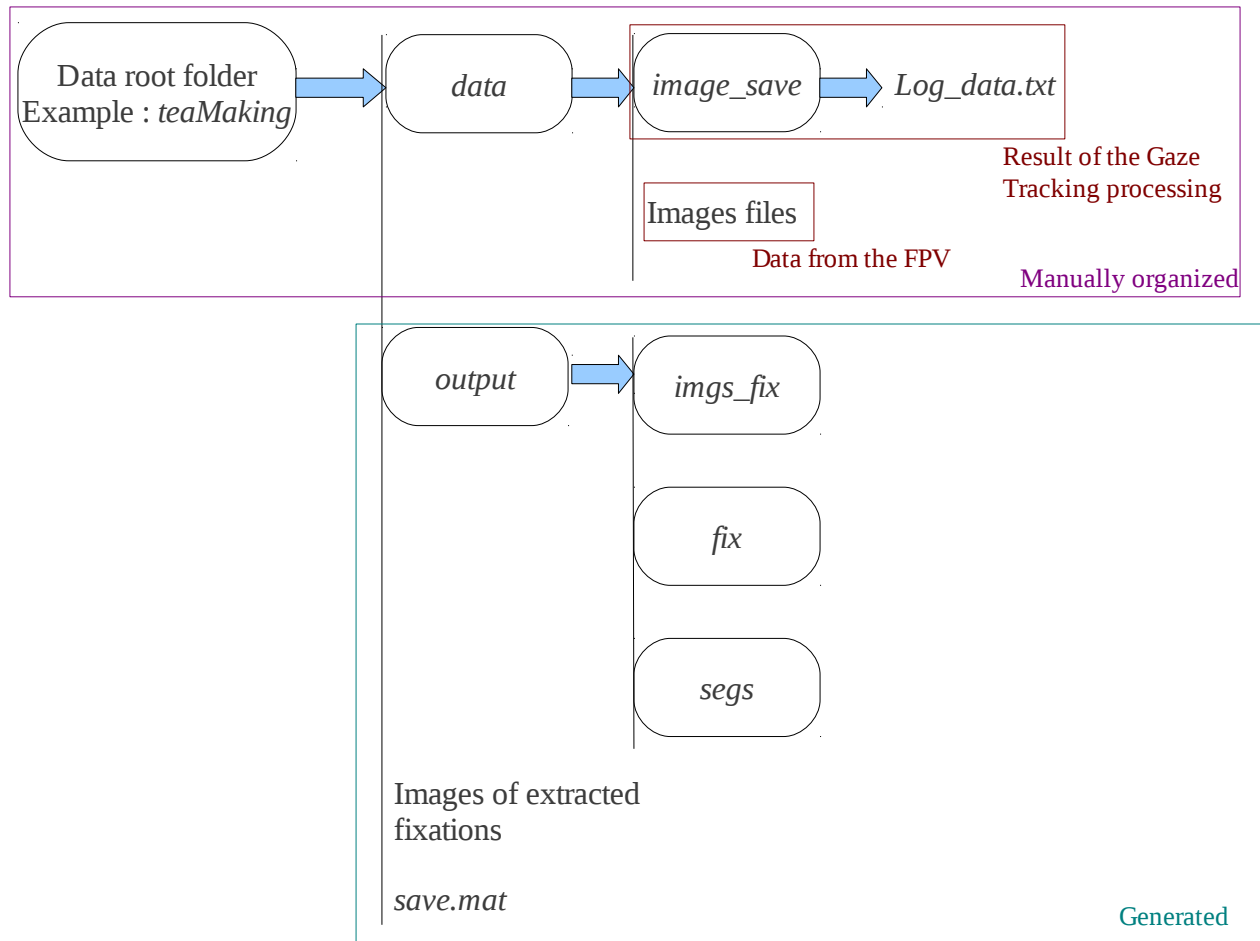 Data root folder
Example : teaMaking
data
image_save
Log_data.txt
Result of the Gaze
Tracking processing
Images files
Data from the FPV
Manually organized
output
imgs_fix
fix
segs
Images of extracted
fixations
save.mat
Generated